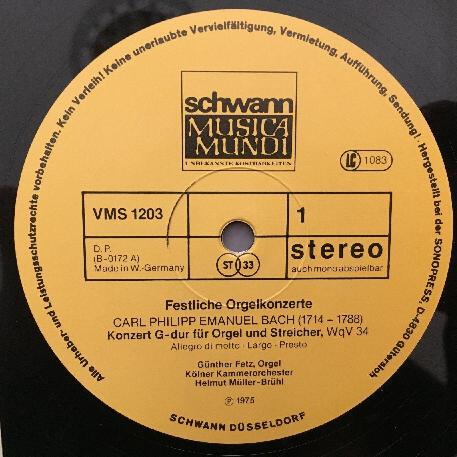 Alle Urheber- und Leistungsschutzrechte vorbehalten. Kein Verleih! Keine unerlaubte Vervielfältigung, Vermietung, Aufführung, Sendung! Hergestellt bei der SONOPRESS, D-4830 Gütersloh
schwann
MUSICA
MUNDI
UNBEKANNTE KOSTBARKEITEN
LC 1083
VMS 1203
1
D.P.
(B-0172 A)
Made in W.-Germany
ST 33
stereo
auch mono abspielbar
Festliche Orgelkonzerte
CARL PHILIPP EMANUEL BACH (1714 – 1788)
Konzert G-dur für Orgel und Streicher, WqV 34
Allegro di molto - Largo - Presto
Günther Fetz, Orgel
Kölner Kammerorchester
Helmut Müller-Brühl
Ⓟ 1975
SCHWANN DÜSSELDORF